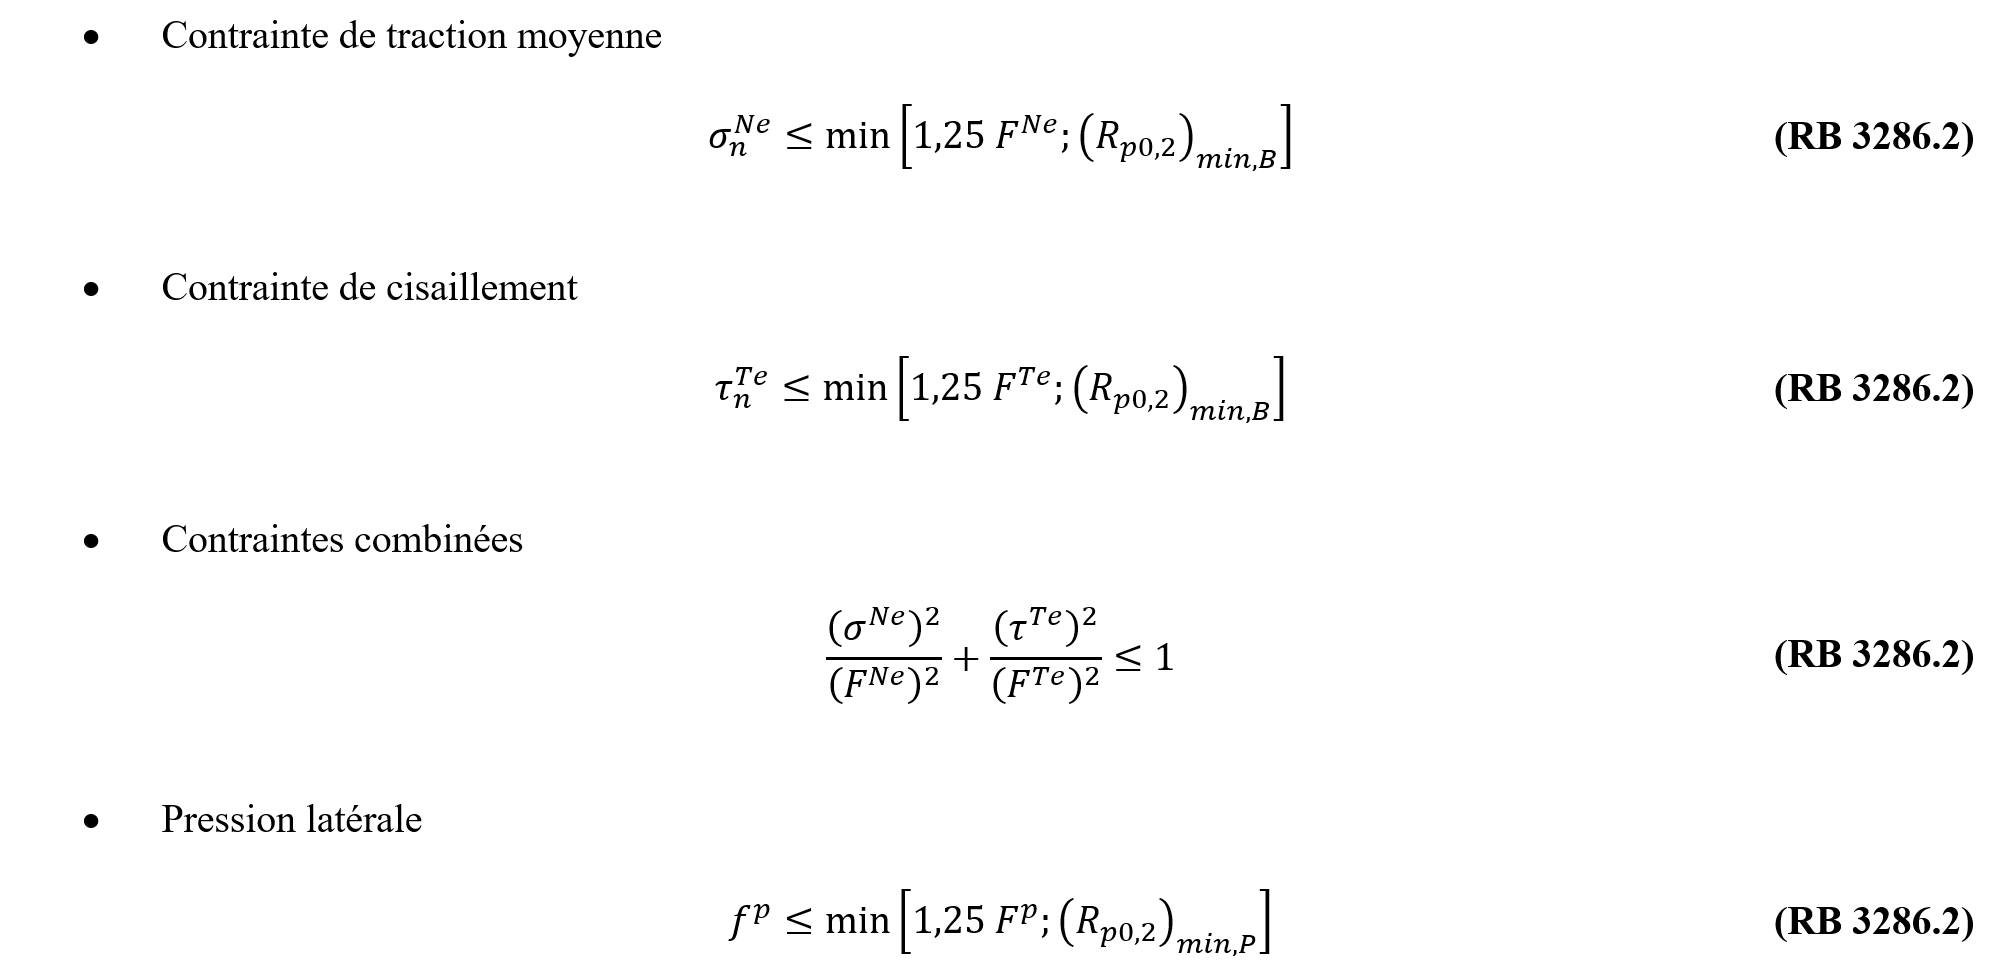 • Contrainte de traction moyenne
$\sigma_n^{Ne} \leq \min\left[1,25\ F^{Ne}; \left(R_{p0,2}\right)_{min,B}\right]$ (RB 3286.2)
• Contrainte de cisaillement
$\tau_n^{Te} \leq \min\left[1,25\ F^{Te}; \left(R_{p0,2}\right)_{min,B}\right]$ (RB 3286.2)
• Contraintes combinées
$\frac{(\sigma^{Ne})^2}{(F^{Ne})^2} + \frac{(\tau^{Te})^2}{(F^{Te})^2} \leq 1$ (RB 3286.2)
• Pression latérale
$f^p \leq \min\left[1,25\ F^p; \left(R_{p0,2}\right)_{min,P}\right]$ (RB 3286.2)